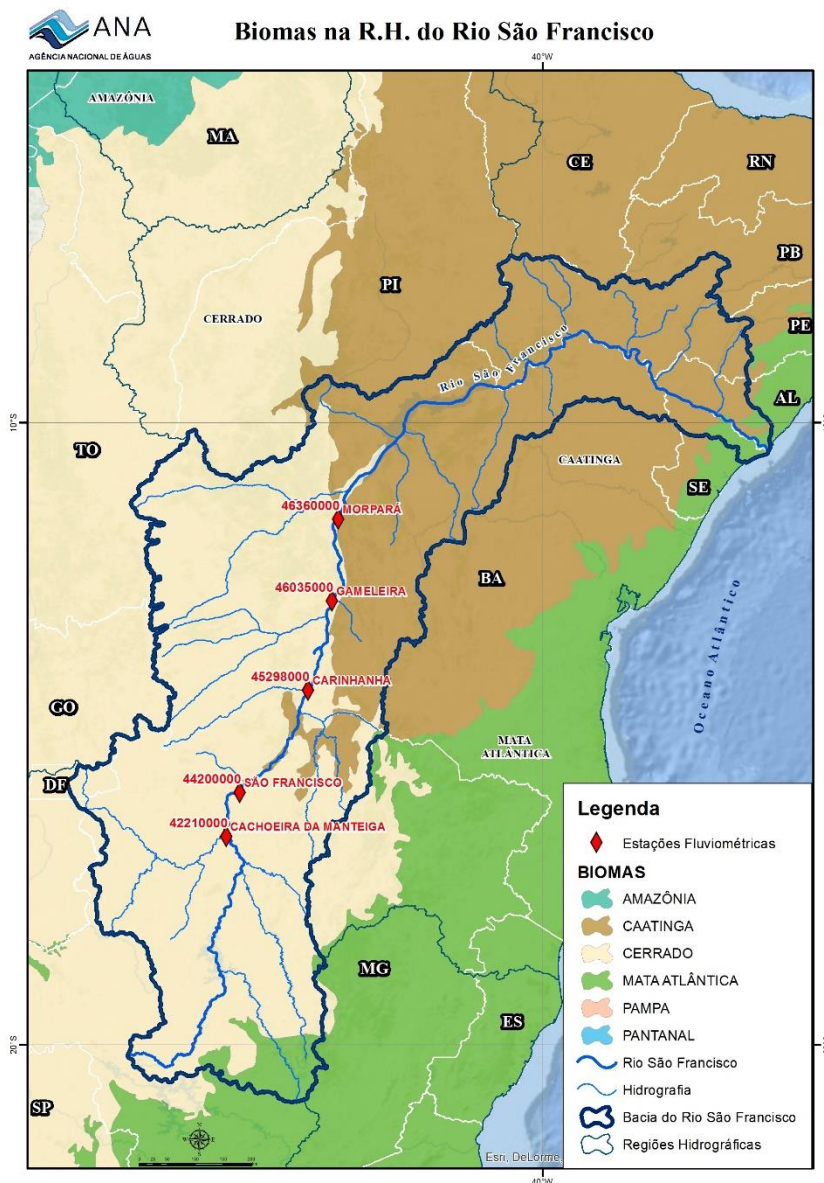 ANA
AGÊNCIA NACIONAL DE ÁGUAS
Biomas na R.H. do Rio São Francisco
40°W
AMAZÔNIA
MA
CE
RN
PB
PI
CERRADO
PE
Rio São Francisco
AL
10°S
TO
CAATINGA
SE
46360000 MORPARÁ
BA
46035000 GAMELEIRA
Oceano Atlântico
45298000 CARINHANHA
GO
MATA
ATLÂNTICA
DF
44200000 SÃO FRANCISCO
42210000 CACHOEIRA DA MANTEIGA
Legenda
Estações Fluviométricas
BIOMAS
AMAZÔNIA
CAATINGA
CERRADO
MATA ATLÂNTICA
PAMPA
PANTANAL
Rio São Francisco
Hidrografia
Bacia do Rio São Francisco
Regiões Hidrográficas
MG
ES
20°S
SP
Esri, DeLorme,
40°W